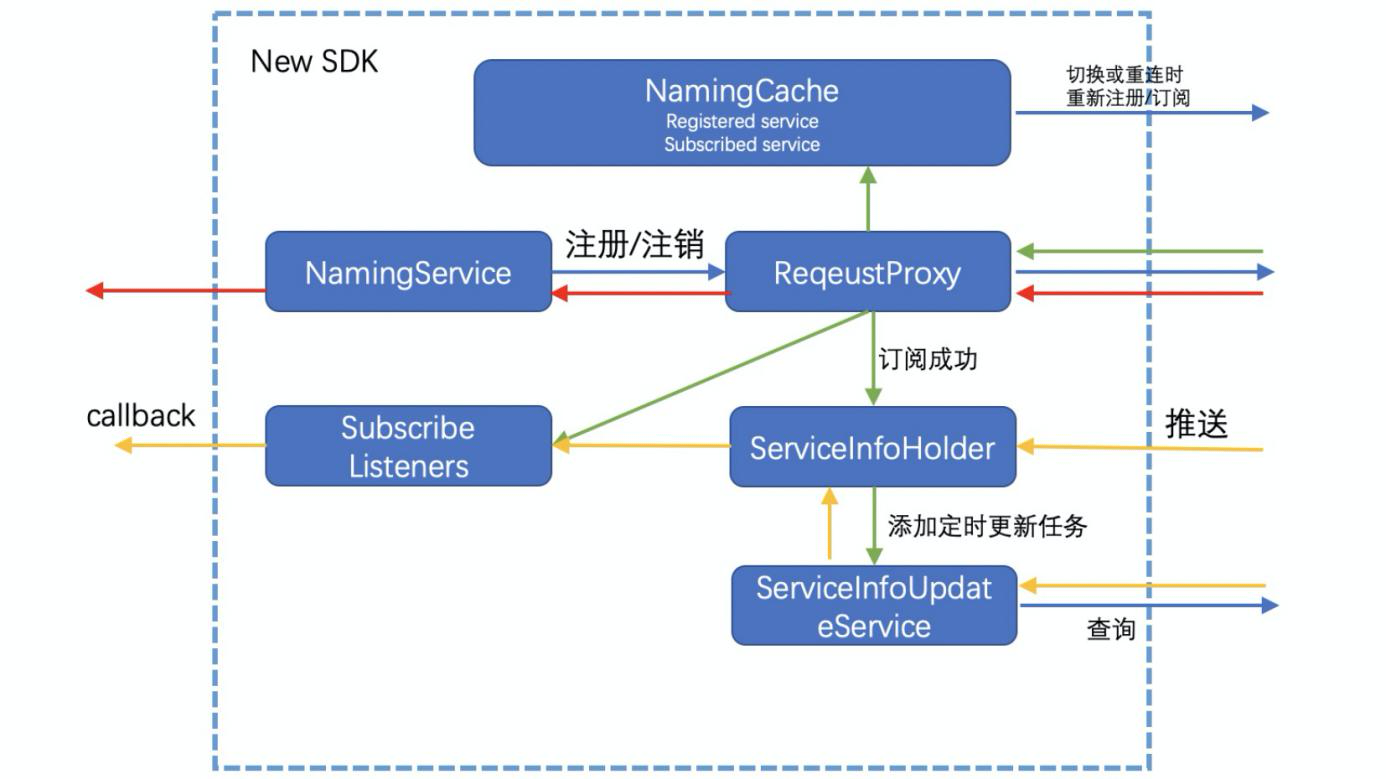 New SDK
NamingCache
Registered service
Subscribed service
切换或重连时
重新注册/订阅
NamingService
注册/注销
ReqeustProxy
订阅成功
callback
Subscribe
Listeners
ServiceInfoHolder
推送
添加定时更新任务
ServiceInfoUpdat
eService
查询